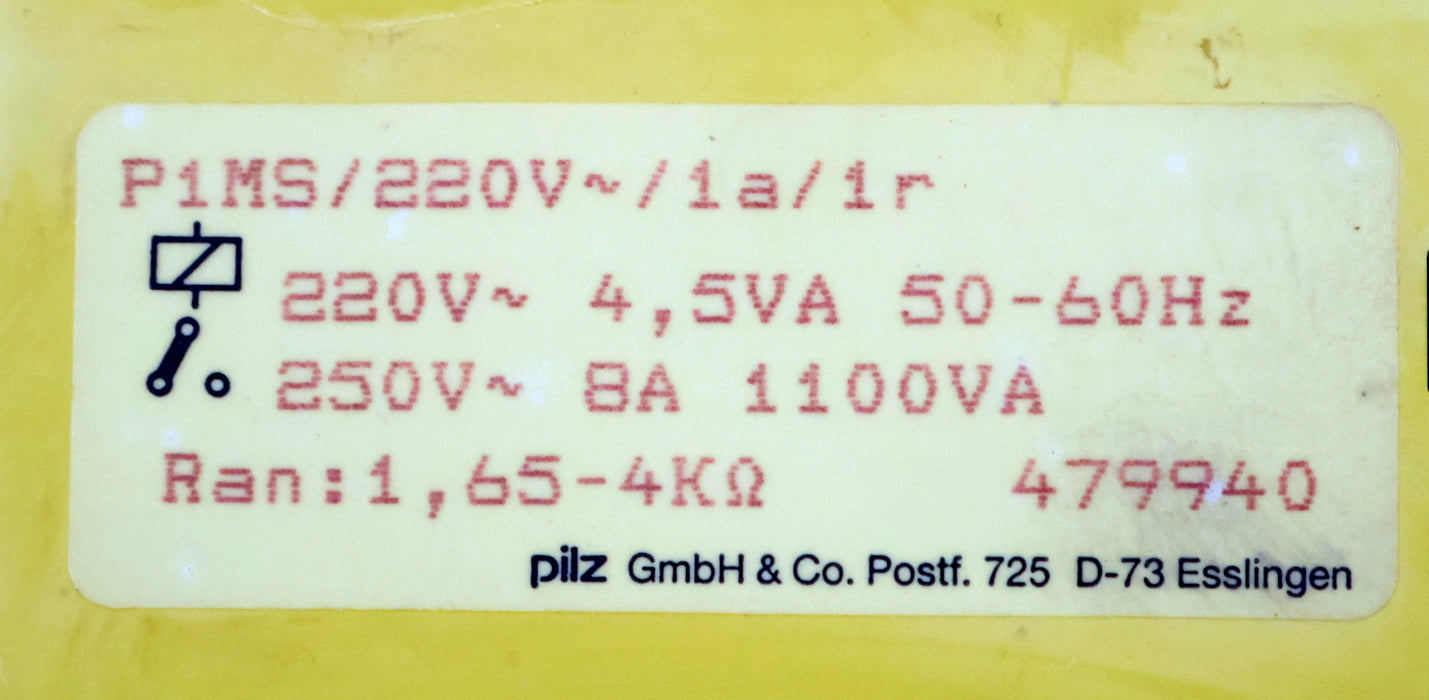 P1MS/220V~/1a/1r
220V~ 4,5VA 50-60Hz
250V~ 8A 1100VA
Ran:1,65-4KΩ 479940
pilz GmbH & Co. Postf. 725 D-73 Esslingen